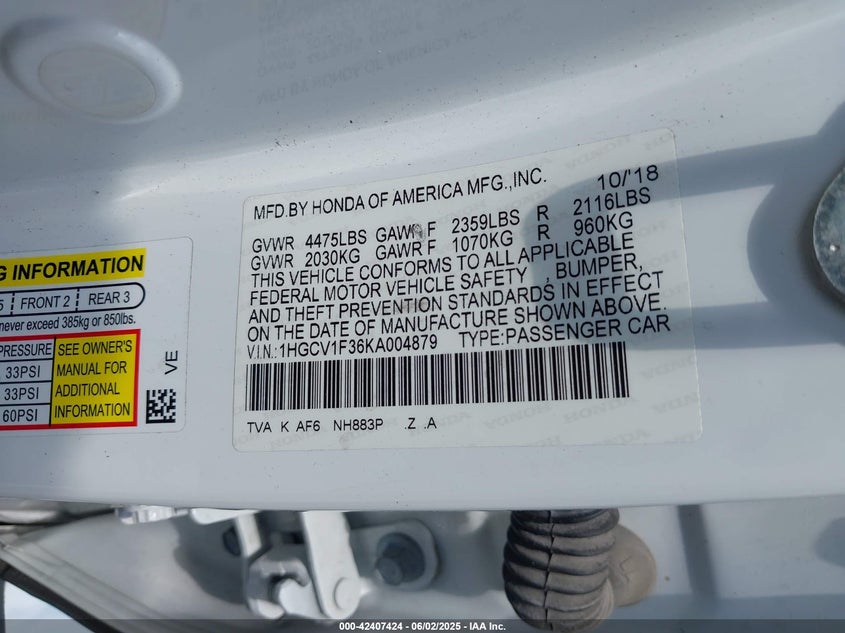 MFD.BY HONDA OF AMERICA MFG.,INC. 10/'18
GVWR 4475LBS GAWR F 2359LBS R 2116LBS
GVWR 2030KG GAWR F 1070KG R 960KG
THIS VEHICLE CONFORMS TO ALL APPLICABLE
FEDERAL MOTOR VEHICLE SAFETY , BUMPER,
AND THEFT PREVENTION STANDARDS IN EFFECT
ON THE DATE OF MANUFACTURE SHOWN ABOVE.
V.I.N.: 1HGCV1F36KA004879 TYPE:PASSENGER CAR
TVA K AF6 NH883P .Z .A
G INFORMATION
5 FRONT 2 REAR 3
never exceed 385kg or 850lbs.
PRESSURE
33PSI
33PSI
60PSI
SEE OWNER'S
MANUAL FOR
ADDITIONAL
INFORMATION
VE
000-42407424 - 06/02/2025 - IAA Inc.